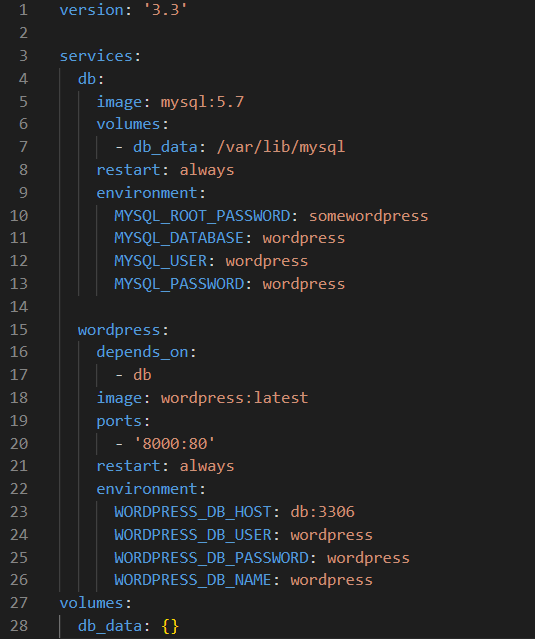 1 version: '3.3'
2
3 services:
4   db:
5     image: mysql:5.7
6     volumes:
7       - db_data: /var/lib/mysql
8     restart: always
9     environment:
10       MYSQL_ROOT_PASSWORD: somewordpress
11       MYSQL_DATABASE: wordpress
12       MYSQL_USER: wordpress
13       MYSQL_PASSWORD: wordpress
14
15   wordpress:
16     depends_on:
17       - db
18     image: wordpress:latest
19     ports:
20       - '8000:80'
21     restart: always
22     environment:
23       WORDPRESS_DB_HOST: db:3306
24       WORDPRESS_DB_USER: wordpress
25       WORDPRESS_DB_PASSWORD: wordpress
26       WORDPRESS_DB_NAME: wordpress
27 volumes:
28   db_data: {}